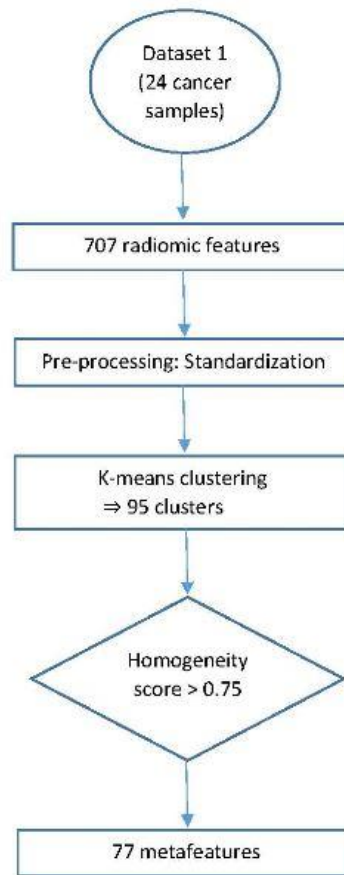 Dataset 1
(24 cancer
samples)
707 radiomic features
Pre-processing: Standardization
K-means clustering
⇒ 95 clusters
Homogeneity
score > 0.75
77 metafeatures